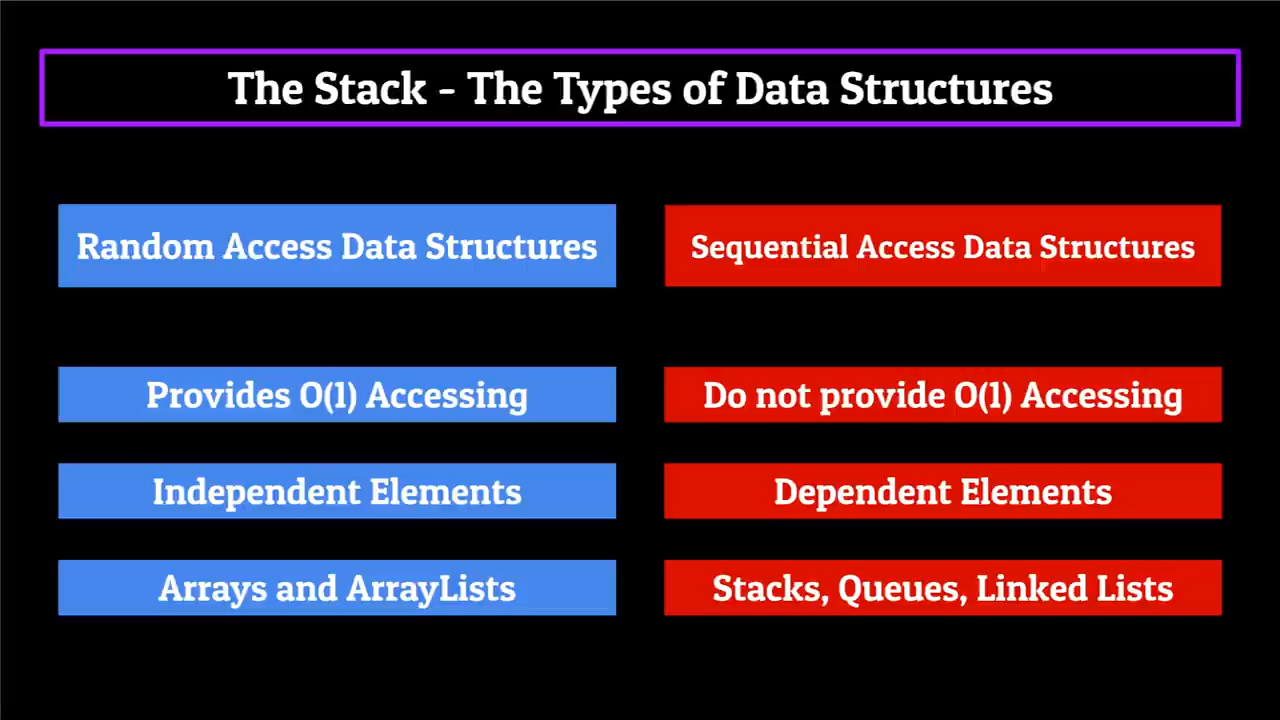 The Stack - The Types of Data Structures
Random Access Data Structures
Sequential Access Data Structures
Provides O(1) Accessing
Do not provide O(1) Accessing
Independent Elements
Dependent Elements
Arrays and ArrayLists
Stacks, Queues, Linked Lists